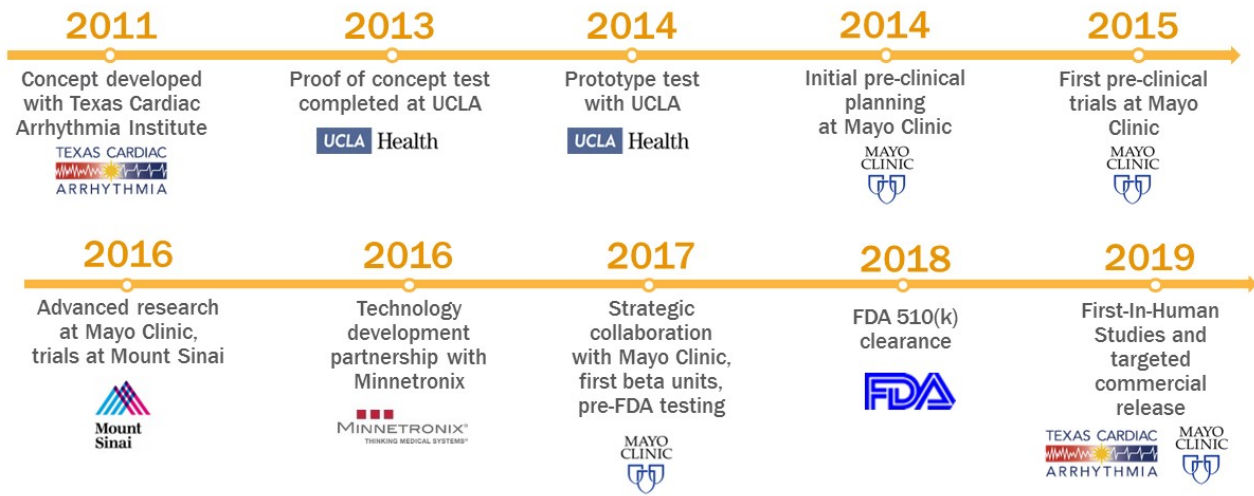 2011
Concept developed
with Texas Cardiac
Arrhythmia Institute
TEXAS CARDIAC
ARRHYTHMIA
2013
Proof of concept test
completed at UCLA
UCLA Health
2014
Prototype test
with UCLA
UCLA Health
2014
Initial pre-clinical
planning
at Mayo Clinic
MAYO
CLINIC
2015
First pre-clinical
trials at Mayo
Clinic
MAYO
CLINIC
2016
Advanced research
at Mayo Clinic,
trials at Mount Sinai
Mount
Sinai
2016
Technology
development
partnership with
Minnetronix
MINNETRONIX®
THINKING MEDICAL SYSTEMS®
2017
Strategic
collaboration
with Mayo Clinic,
first beta units,
pre-FDA testing
MAYO
CLINIC
2018
FDA 510(k)
clearance
FDA
2019
First-In-Human
Studies and
targeted
commercial
release
TEXAS CARDIAC
ARRHYTHMIA
MAYO
CLINIC